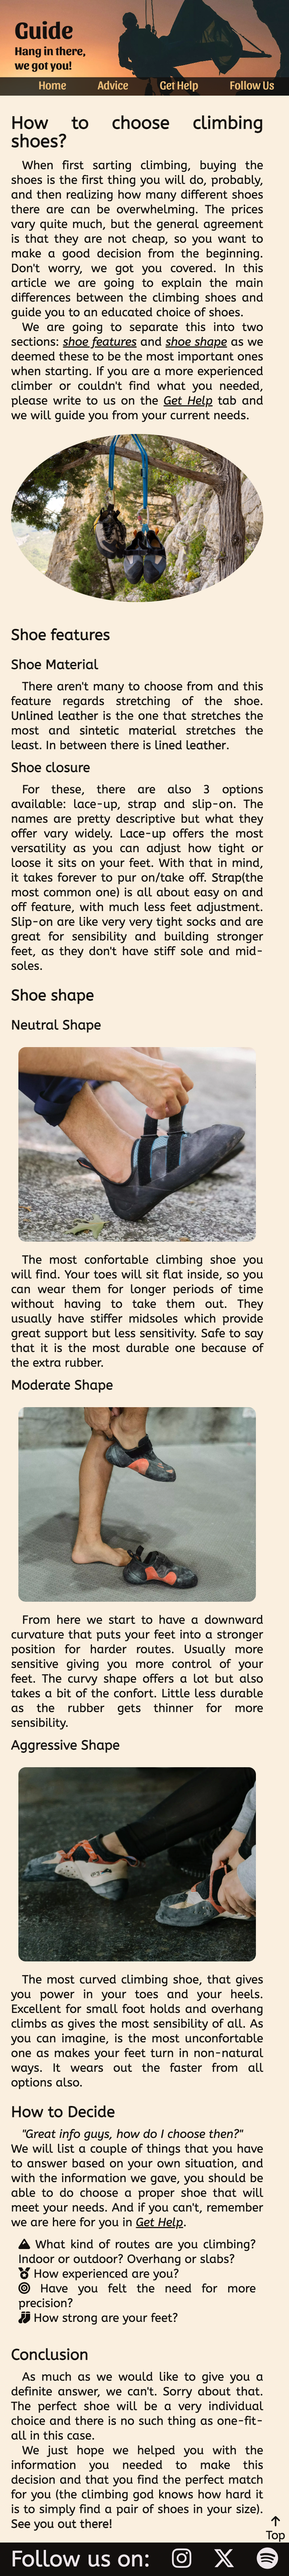 Guide
Hang in there,
we got you!
Home Advice Get Help Follow Us
How to choose climbing
shoes?
When first sarting climbing, buying the
shoes is the first thing you will do, probably,
and then realizing how many different shoes
there are can be overwhelming. The prices
vary quite much, but the general agreement
is that they are not cheap, so you want to
make a good decision from the beginning.
Don't worry, we got you covered. In this
article we are going to explain the main
differences between the climbing shoes and
guide you to an educated choice of shoes.
We are going to separate this into two
sections: shoe features and shoe shape as we
deemed these to be the most important ones
when starting. If you are a more experienced
climber or couldn't find what you needed,
please write to us on the Get Help tab and
we will guide you from your current needs.
Shoe features
Shoe Material
There aren't many to choose from and this
feature regards stretching of the shoe.
Unlined leather is the one that stretches the
most and sintetic material stretches the
least. In between there is lined leather.
Shoe closure
For these, there are also 3 options
available: lace-up, strap and slip-on. The
names are pretty descriptive but what they
offer vary widely. Lace-up offers the most
versatility as you can adjust how tight or
loose it sits on your feet. With that in mind,
it takes forever to pur on/take off. Strap(the
most common one) is all about easy on and
off feature, with much less feet adjustment.
Slip-on are like very very tight socks and are
great for sensibility and building stronger
feet, as they don't have stiff sole and mid-
soles.
Shoe shape
Neutral Shape
The most confortable climbing shoe you
will find. Your toes will sit flat inside, so you
can wear them for longer periods of time
without having to take them out. They
usually have stiffer midsoles which provide
great support but less sensitivity. Safe to say
that it is the most durable one because of
the extra rubber.
Moderate Shape
From here we start to have a downward
curvature that puts your feet into a stronger
position for harder routes. Usually more
sensitive giving you more control of your
feet. The curvy shape offers a lot but also
takes a bit of the confort. Little less durable
as the rubber gets thinner for more
sensibility.
Aggressive Shape
The most curved climbing shoe, that gives
you power in your toes and your heels.
Excellent for small foot holds and overhang
climbs as gives the most sensibility of all. As
you can imagine, is the most unconfortable
one as makes your feet turn in non-natural
ways. It wears out the faster from all
options also.
How to Decide
"Great info guys, how do I choose then?"
We will list a couple of things that you have
to answer based on your own situation, and
with the information we gave, you should be
able to do choose a proper shoe that will
meet your needs. And if you can't, remember
we are here for you in Get Help.
What kind of routes are you climbing?
Indoor or outdoor? Overhang or slabs?
How experienced are you?
Have you felt the need for more
precision?
How strong are your feet?
Conclusion
As much as we would like to give you a
definite answer, we can't. Sorry about that.
The perfect shoe will be a very individual
choice and there is no such thing as one-fit-
all in this case.
We just hope we helped you with the
information you needed to make this
decision and that you find the perfect match
for you (the climbing god knows how hard it
is to simply find a pair of shoes in your size).
See you out there!
Top
Follow us on: